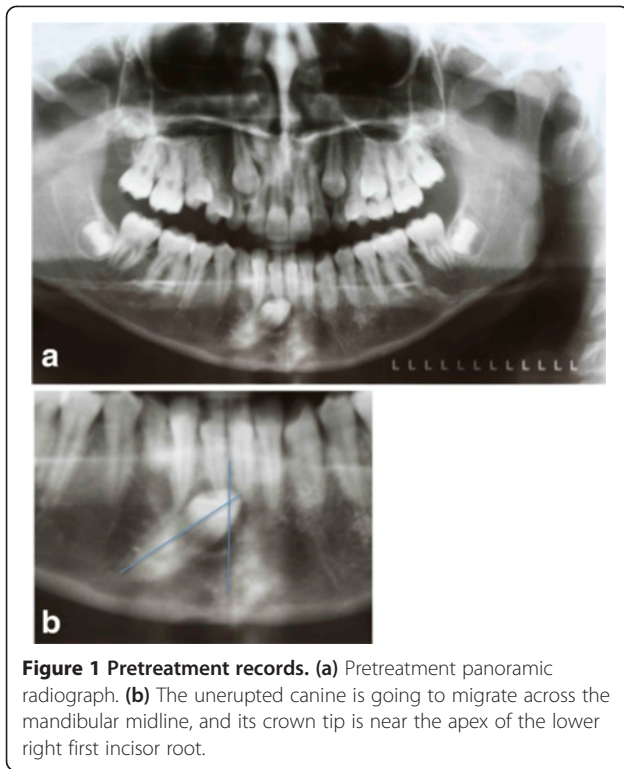 a
L L L L L L L L L L L L
b
Figure 1 Pretreatment records. (a) Pretreatment panoramic
radiograph. (b) The unerupted canine is going to migrate across the
mandibular midline, and its crown tip is near the apex of the lower
right first incisor root.